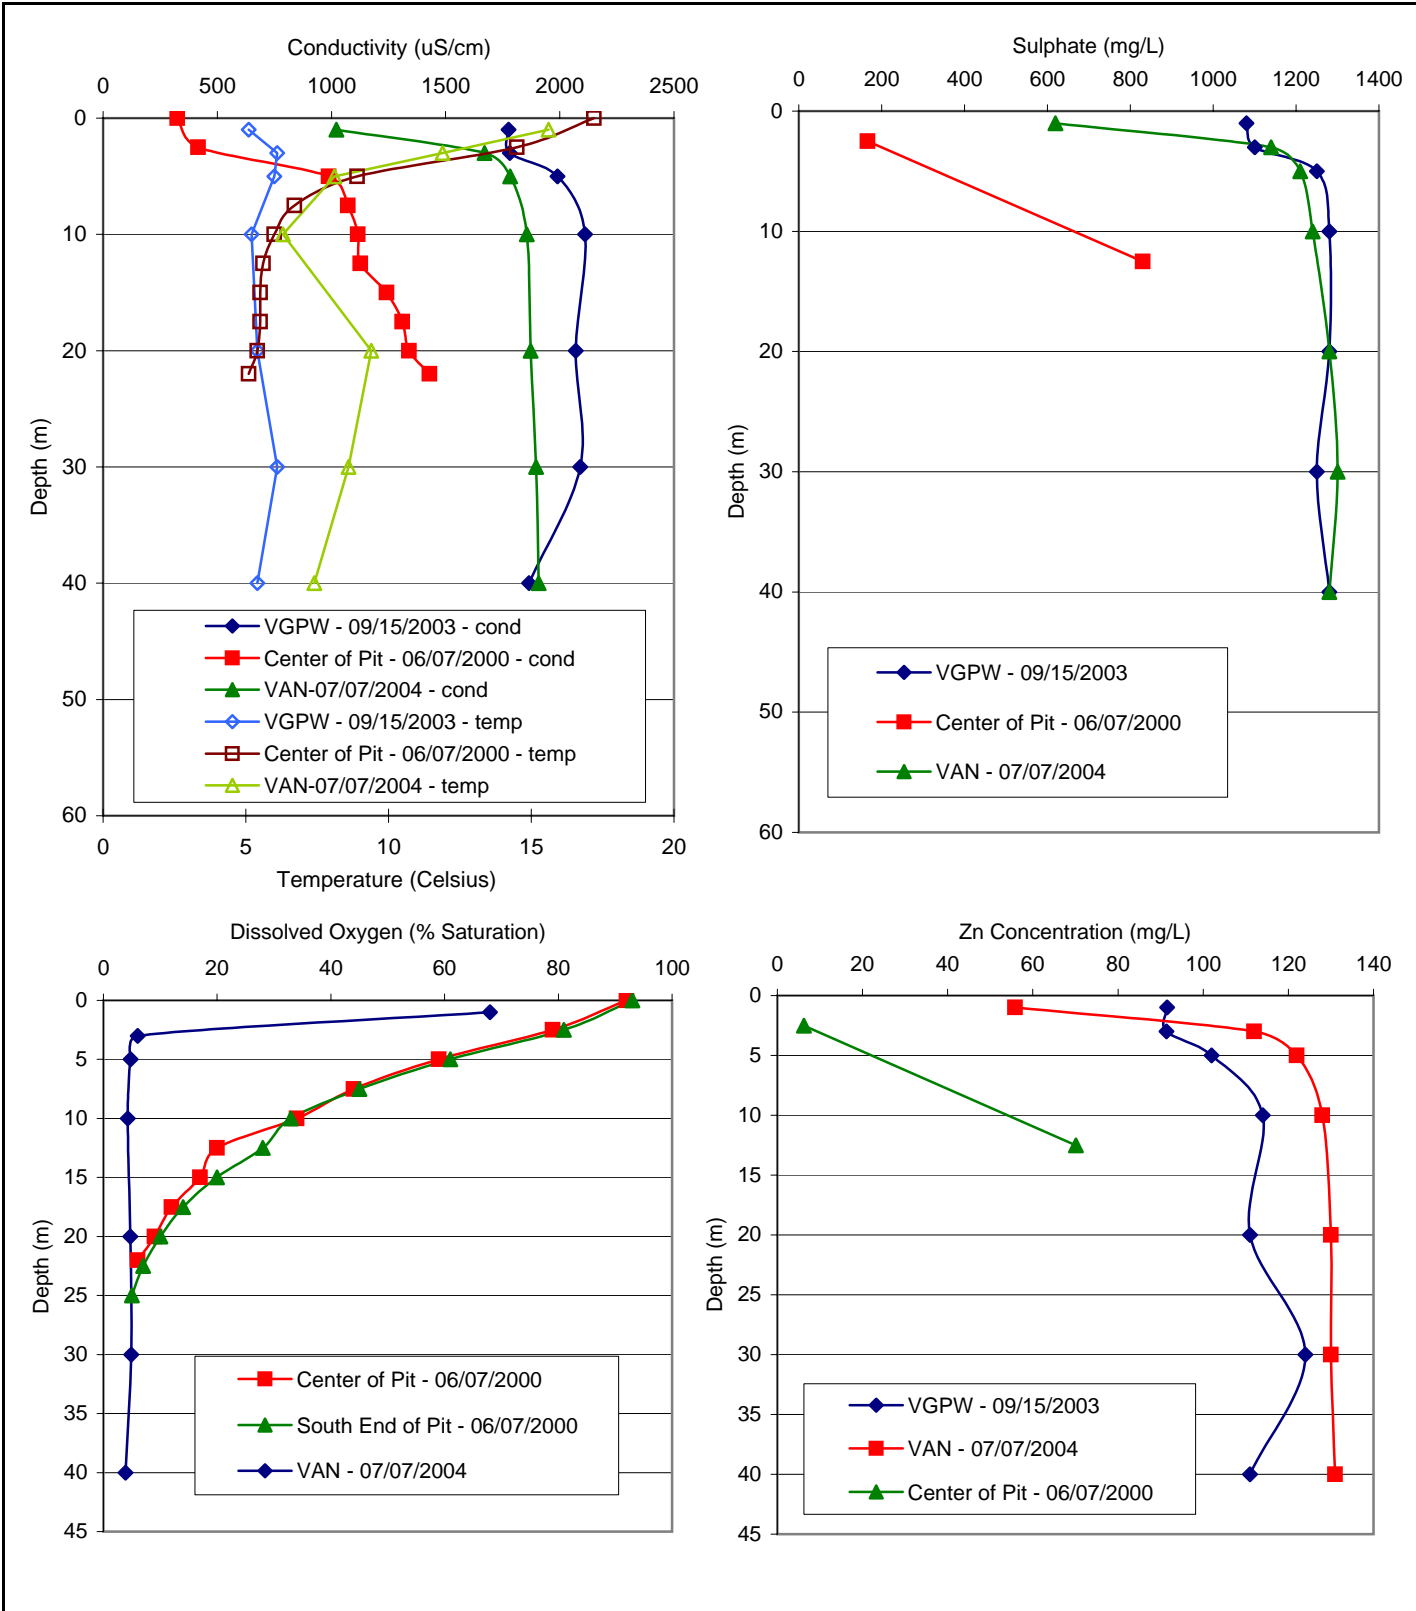 Conductivity (uS/cm)
0 500 1000 1500 2000 2500
0
10
20
30
40
50
60
Depth (m)
VGPW - 09/15/2003 - cond
Center of Pit - 06/07/2000 - cond
VAN-07/07/2004 - cond
VGPW - 09/15/2003 - temp
Center of Pit - 06/07/2000 - temp
VAN-07/07/2004 - temp
0 5 10 15 20
Temperature (Celsius)
Sulphate (mg/L)
0 200 400 600 800 1000 1200 1400
0
10
20
30
40
50
60
Depth (m)
VGPW - 09/15/2003
Center of Pit - 06/07/2000
VAN - 07/07/2004
Dissolved Oxygen (% Saturation)
0 20 40 60 80 100
0
5
10
15
20
25
30
35
40
45
Depth (m)
Center of Pit - 06/07/2000
South End of Pit - 06/07/2000
VAN - 07/07/2004
Zn Concentration (mg/L)
0 20 40 60 80 100 120 140
0
5
10
15
20
25
30
35
40
45
Depth (m)
VGPW - 09/15/2003
VAN - 07/07/2004
Center of Pit - 06/07/2000